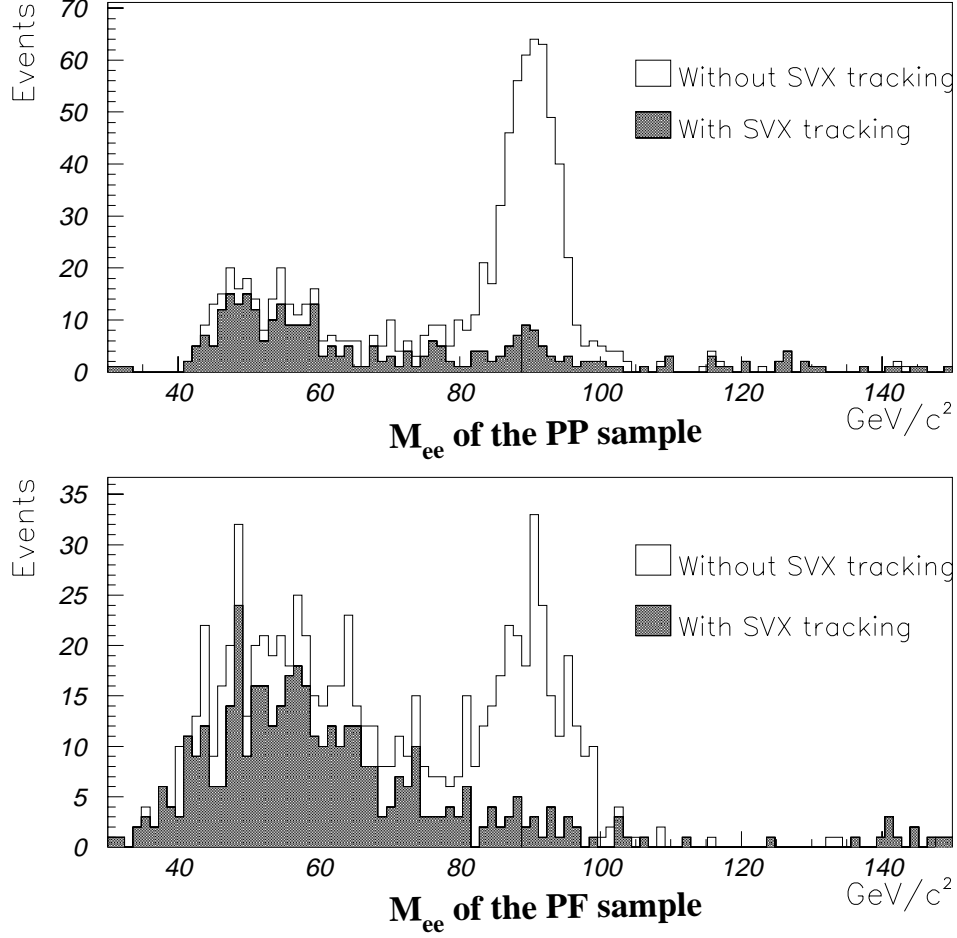 70
60
50
40
30
20
10
0
Events
Without SVX tracking
With SVX tracking
40 60 80 100 120 140
GeV/c²
M_ee of the PP sample
35
30
25
20
15
10
5
0
Events
Without SVX tracking
With SVX tracking
40 60 80 100 120 140
GeV/c²
M_ee of the PF sample